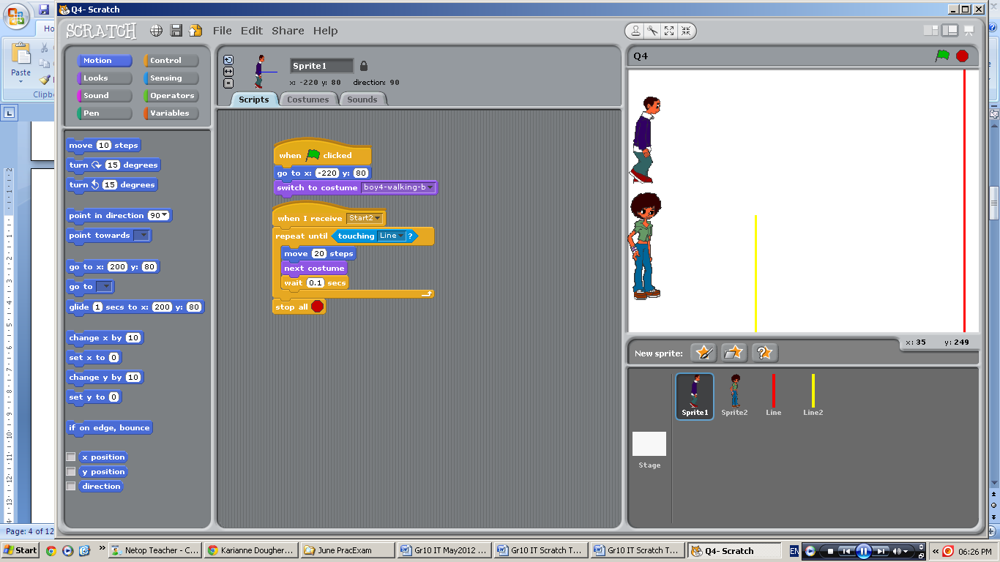 Q4- Scratch
Ho
Paste
Clipb
SCRATCH
File Edit Share Help
Motion Control
Looks Sensing
Sound Operators
Pen Variables
move 10 steps
turn 15 degrees
turn 15 degrees
point in direction 90
point towards
go to x: 200 y: 80
go to
glide 1 secs to x: 200 y: 80
change x by 10
set x to 0
change y by 10
set y to 0
if on edge, bounce
x position
y position
direction
Sprite1
x: -220 y: 80 direction: 90
Scripts Costumes Sounds
when clicked
go to x: -220 y: 80
switch to costume boy4-walking-b
when I receive Start2
repeat until touching Line ?
move 20 steps
next costume
wait 0.1 secs
stop all
Q4
x: 35 y: 249
New sprite:
Sprite1 Sprite2 Line Line2
Stage
Page: 4 of 12
Start
Netop Teacher - C...
Karianne Dougher...
June PracExam
Gr10 IT May2012 ...
Gr10 IT Scratch T...
Gr10 IT Scratch T...
Q4- Scratch
EN
06:26 PM